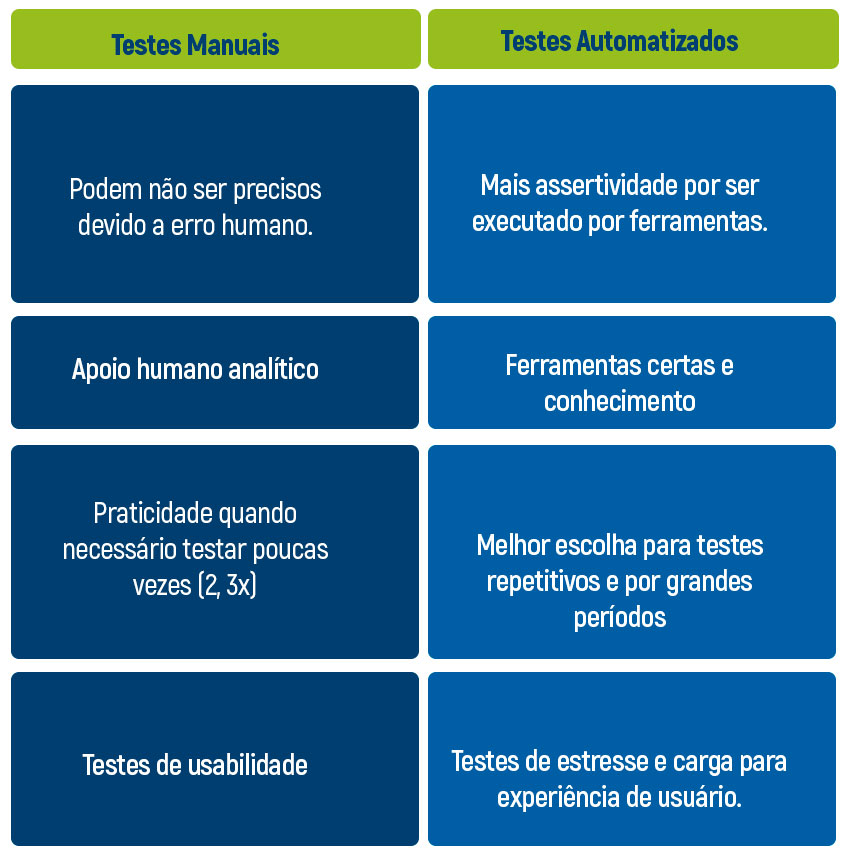 Testes Manuais
Testes Automatizados
Podem não ser precisos
devido a erro humano.
Mais assertividade por ser
executado por ferramentas.
Apoio humano analítico
Ferramentas certas e
conhecimento
Praticidade quando
necessário testar poucas
vezes (2, 3x)
Melhor escolha para testes
repetitivos e por grandes
períodos
Testes de usabilidade
Testes de estresse e carga para
experiência de usuário.